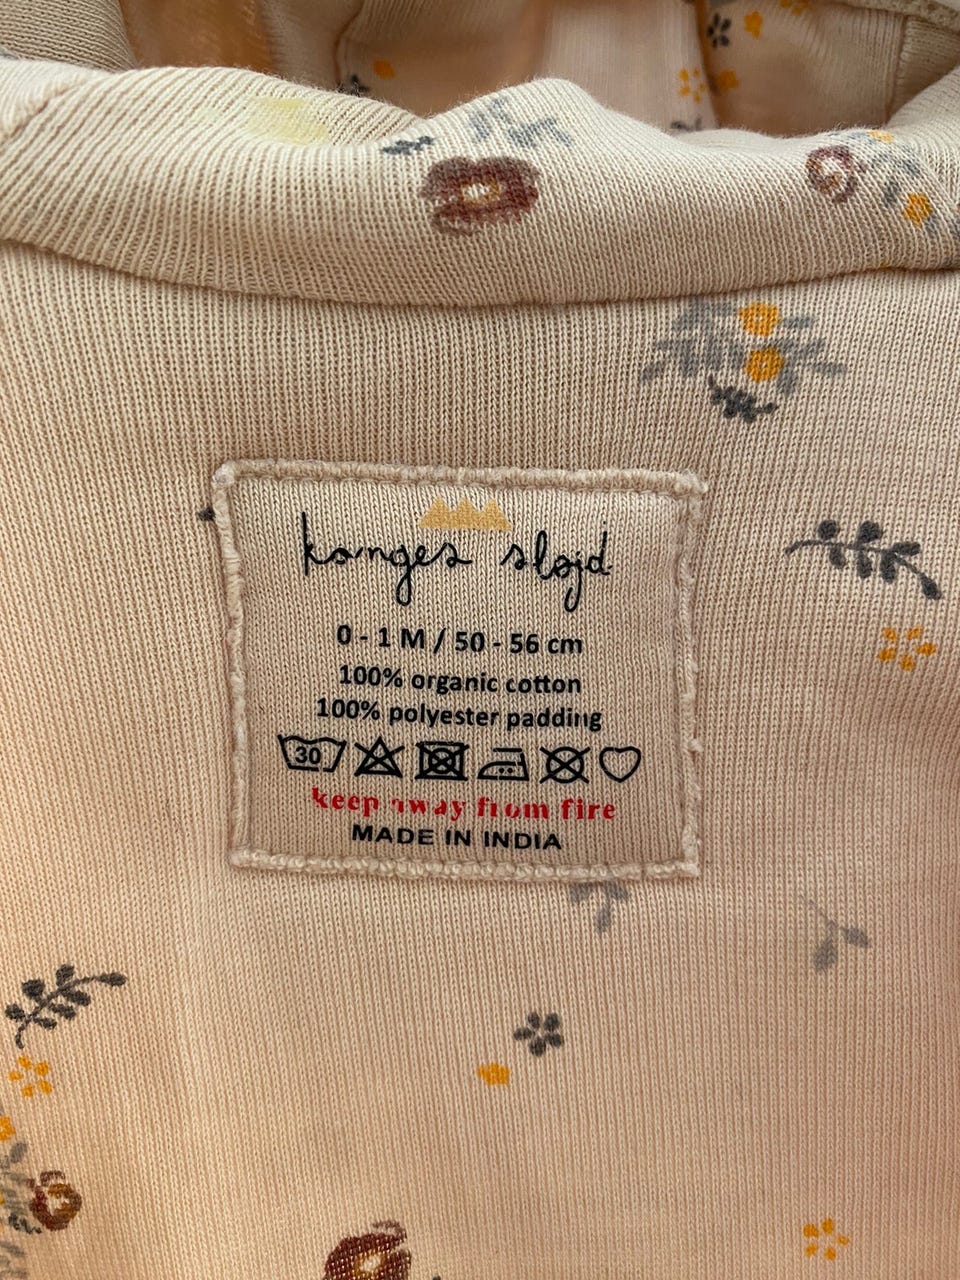 konges sløjd
0 - 1 M / 50 - 56 cm
100% organic cotton
100% polyester padding
30
keep away from fire
MADE IN INDIA